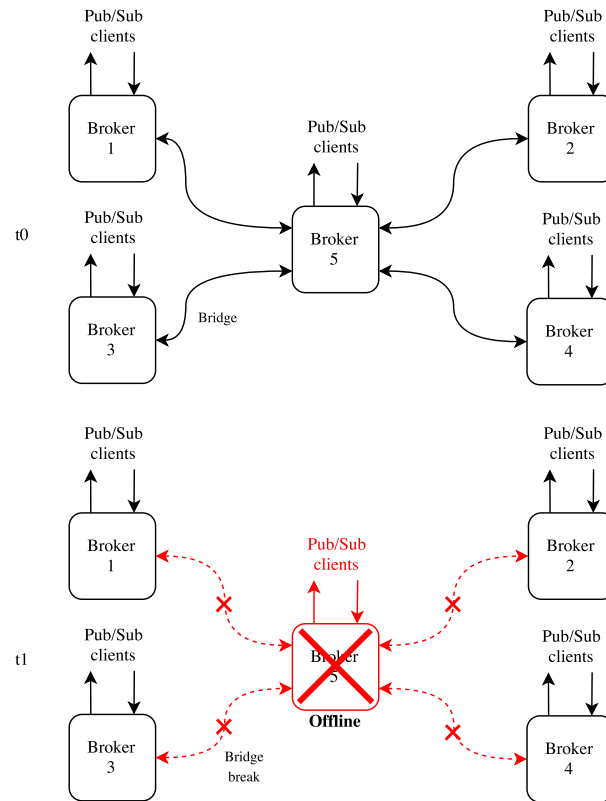 Pub/Sub
clients
Pub/Sub
clients
Broker
1
Pub/Sub
clients
Broker
2
Pub/Sub
clients
Pub/Sub
clients
t0
Broker
5
Broker
3
Bridge
Broker
4
Pub/Sub
clients
Pub/Sub
clients
Broker
1
Pub/Sub
clients
Broker
2
Pub/Sub
clients
Pub/Sub
clients
t1
Broker
5
Offline
Broker
3
Bridge
break
Broker
4